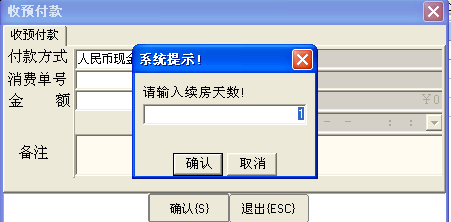 收预付款
收预付款
付款方式 人民币现金
消费单号
金 额 ¥0
- - : :
备注
系统提示!
请输入续房天数!
1
确认 取消
确认{S} 退出{ESC}